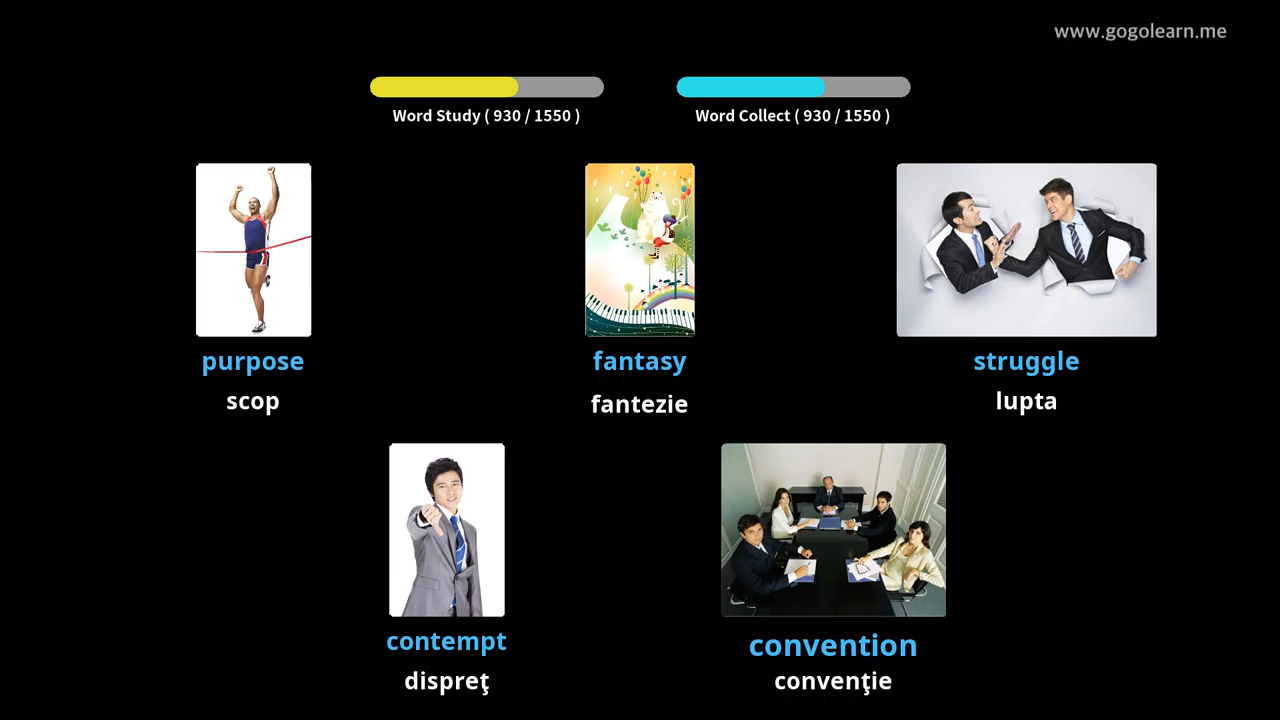 www.gogolearn.me
Word Study ( 930 / 1550 )
Word Collect ( 930 / 1550 )
purpose
scop
fantasy
fantezie
struggle
lupta
contempt
dispreţ
convention
convenţie